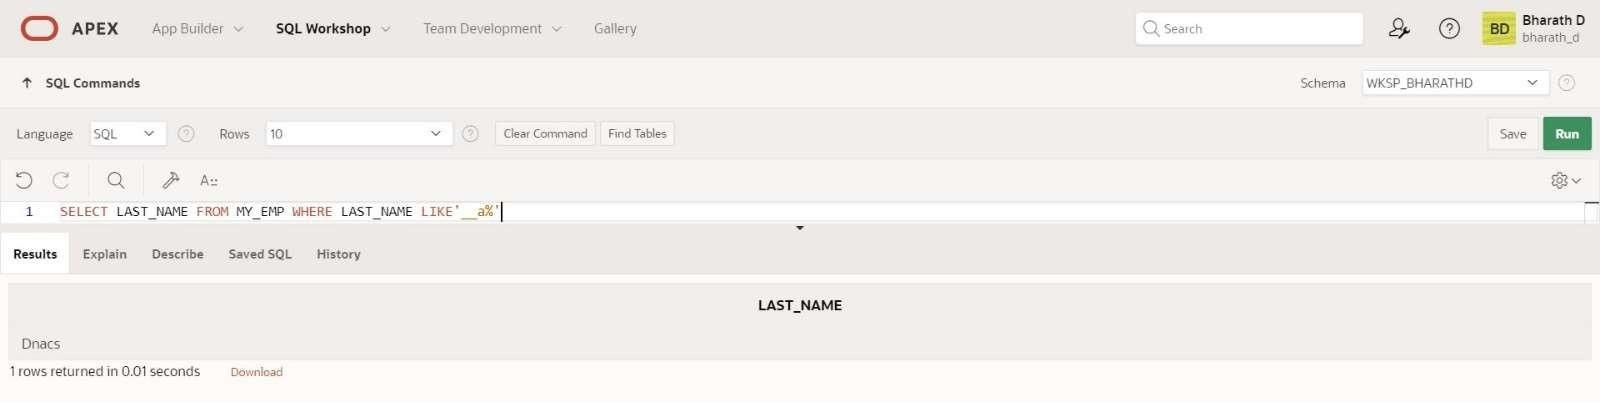 APEX App Builder SQL Workshop Team Development Gallery Search BD Bharath D
bharath_d
SQL Commands Schema WKSP_BHARATHD
Language SQL Rows 10 Clear Command Find Tables Save Run
A::
1 SELECT LAST_NAME FROM MY_EMP WHERE LAST_NAME LIKE'__a%'
Results Explain Describe Saved SQL History
LAST_NAME
Dnacs
1 rows returned in 0.01 seconds Download